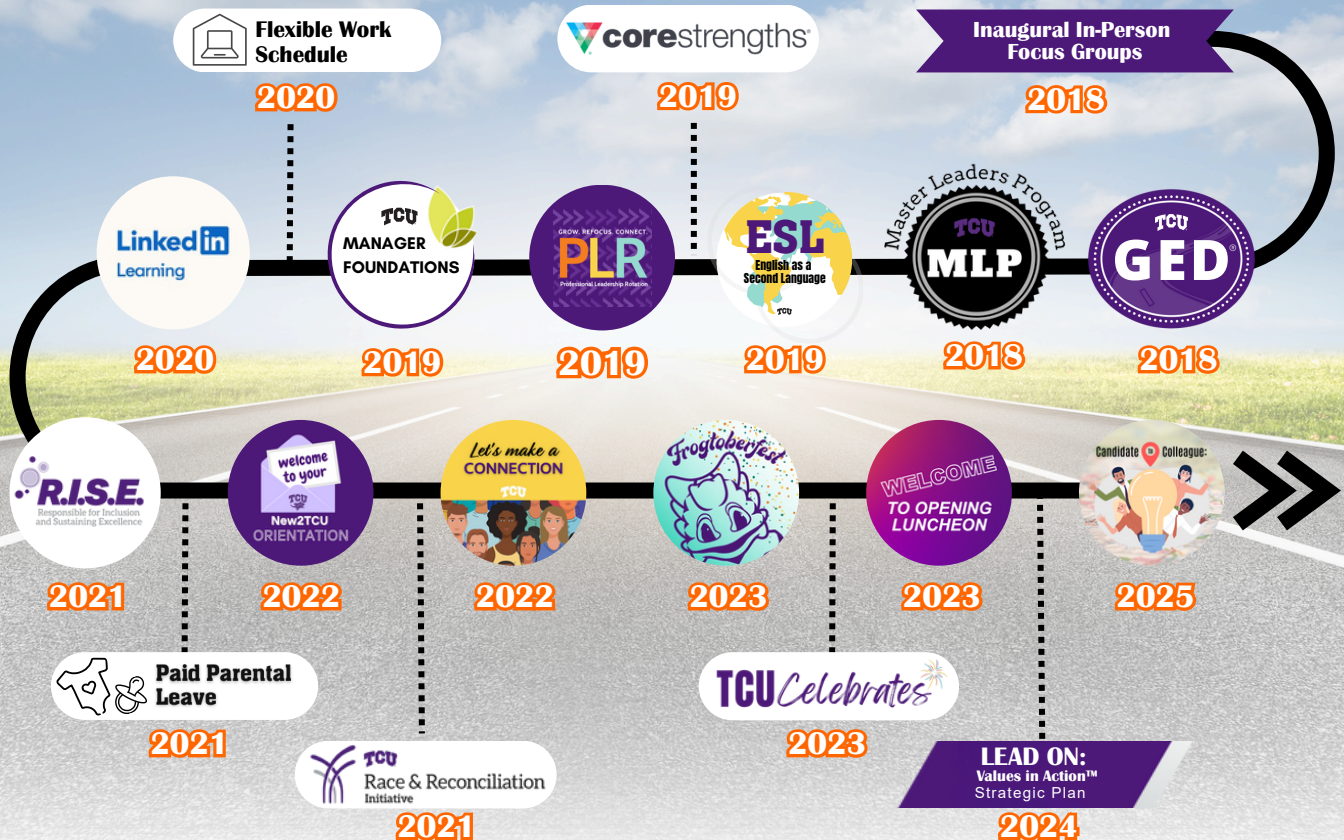 Flexible Work
Schedule
2020
corestrengths®
2019
Inaugural In-Person
Focus Groups
2018
Linked in
Learning
2020
TCU
MANAGER
FOUNDATIONS
2019
GROW. REFOCUS. CONNECT.
PLR
Professional Leadership Rotation
2019
ESL
English as a
Second Language
TCU
2019
Master Leaders Program
TCU
MLP
2018
TCU
GED®
2018
R.I.S.E.
Responsible for Inclusion
and Sustaining Excellence
2021
welcome
to your
TCU
New2TCU
ORIENTATION
2022
Let's make a
CONNECTION
TCU
2022
Frogtoberfest
2023
WELCOME
TO OPENING
LUNCHEON
2023
Candidate to Colleague:
2025
Paid Parental
Leave
2021
TCU
Race & Reconciliation
Initiative
2021
TCU Celebrates
2023
LEAD ON:
Values in Action™
Strategic Plan
2024